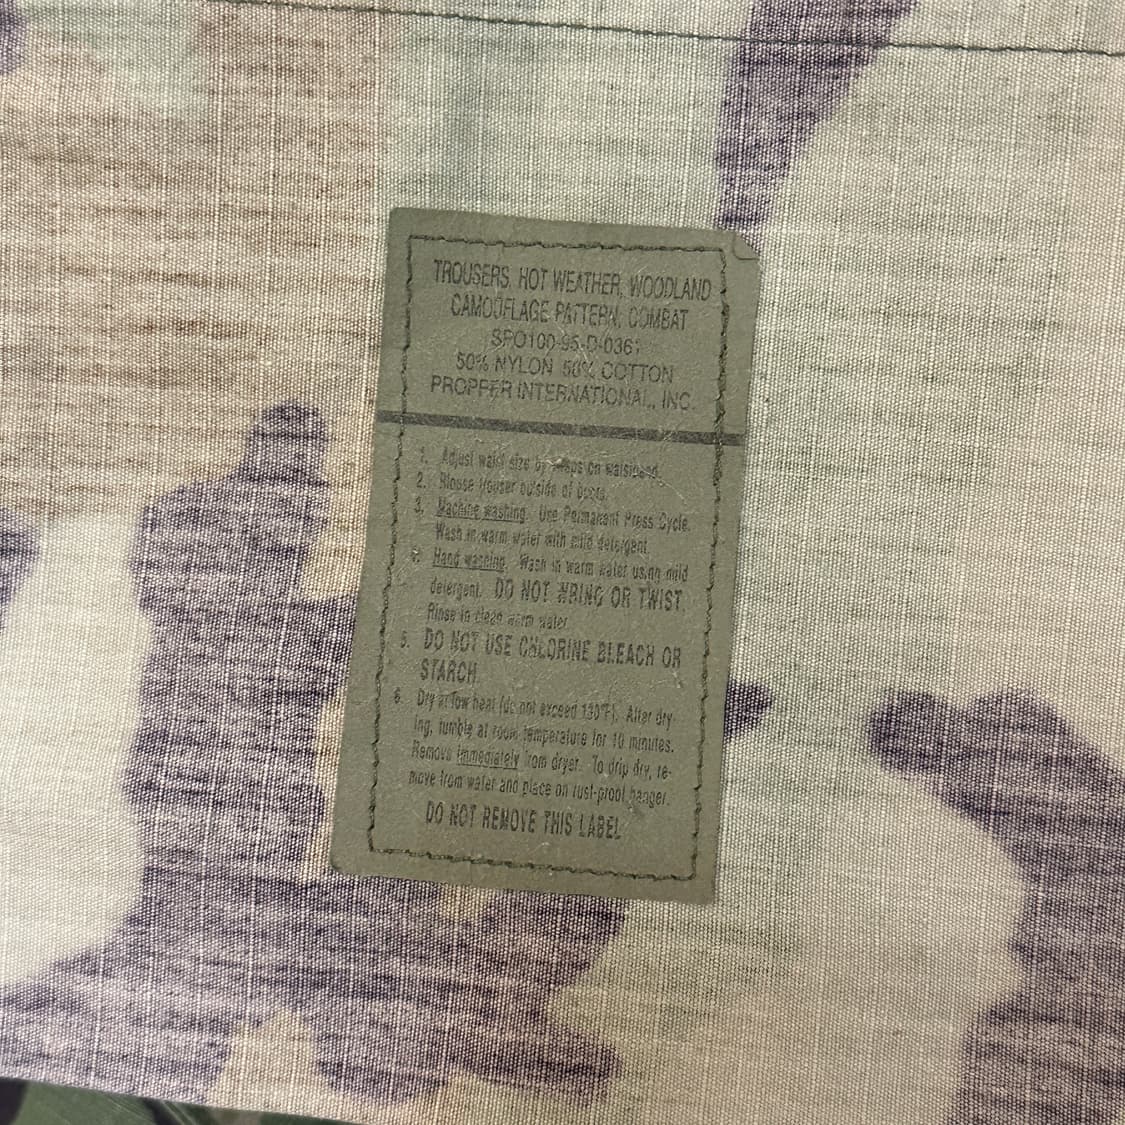 TROUSERS, HOT WEATHER, WOODLAND
CAMOUFLAGE PATTERN, COMBAT
SPO100-95-D-0361
50% NYLON 50% COTTON
PROPPER INTERNATIONAL, INC.
1. Adjust waist size by on waistband.
2. Blouse trouser outside of boots.
3. Machine washing. Use Permanent Press Cycle.
Wash in warm water with mild detergent.
4. Hand washing. Wash in warm water using mild
detergent. DO NOT WRING OR TWIST.
Rinse in clean warm water
5. DO NOT USE CHLORINE BLEACH OR
STARCH.
6. Dry at low heat (do not exceed 130°F). After dry-
ing, tumble at room temperature for 10 minutes.
Remove immediately from dryer. To drip dry, re-
move from water and place on rust-proof hanger.
DO NOT REMOVE THIS LABEL